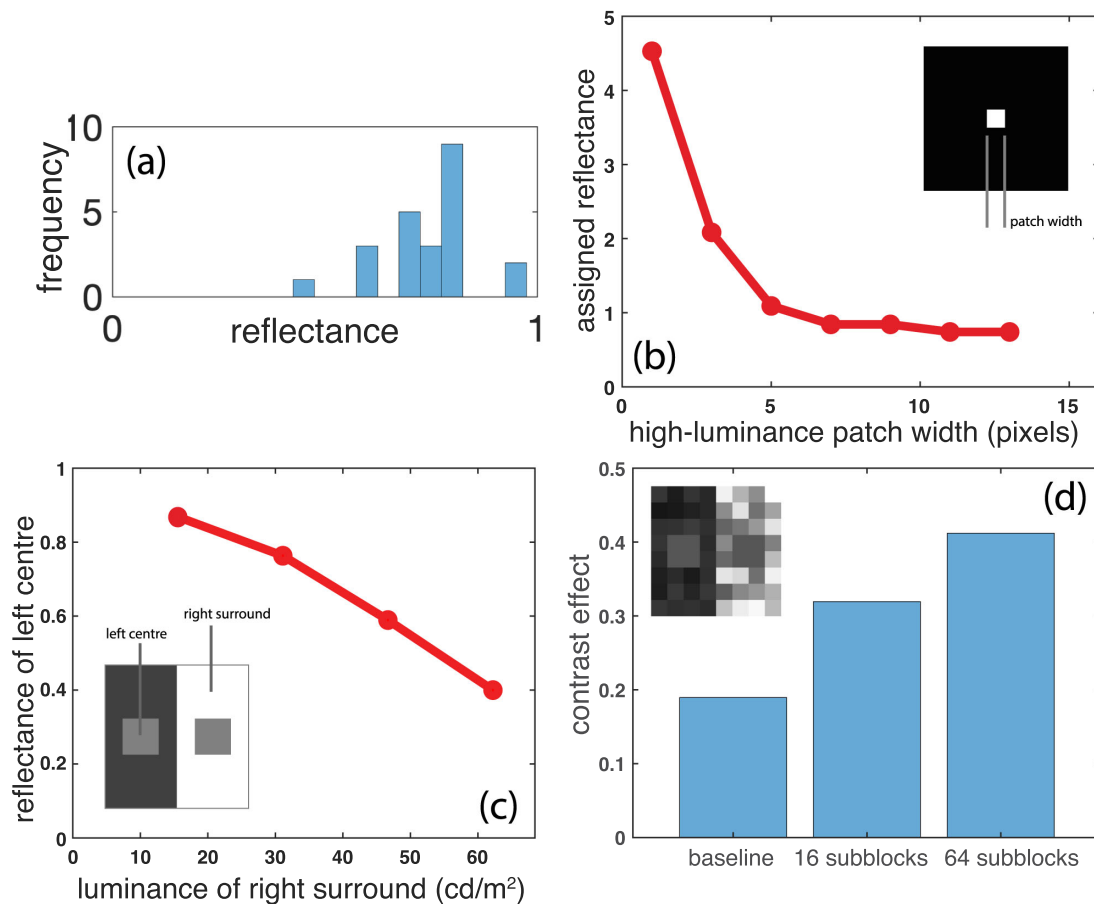 (a)
frequency
10
5
0
0
1
reflectance
(b)
assigned reflectance
5
4
3
2
1
0
patch width
0
5
10
15
high-luminance patch width (pixels)
(c)
reflectance of left centre
1
0.8
0.6
0.4
0.2
0
left centre
right surround
0
10
20
30
40
50
60
luminance of right surround (cd/m²)
(d)
contrast effect
0.5
0.4
0.3
0.2
0.1
0
baseline
16 subblocks
64 subblocks